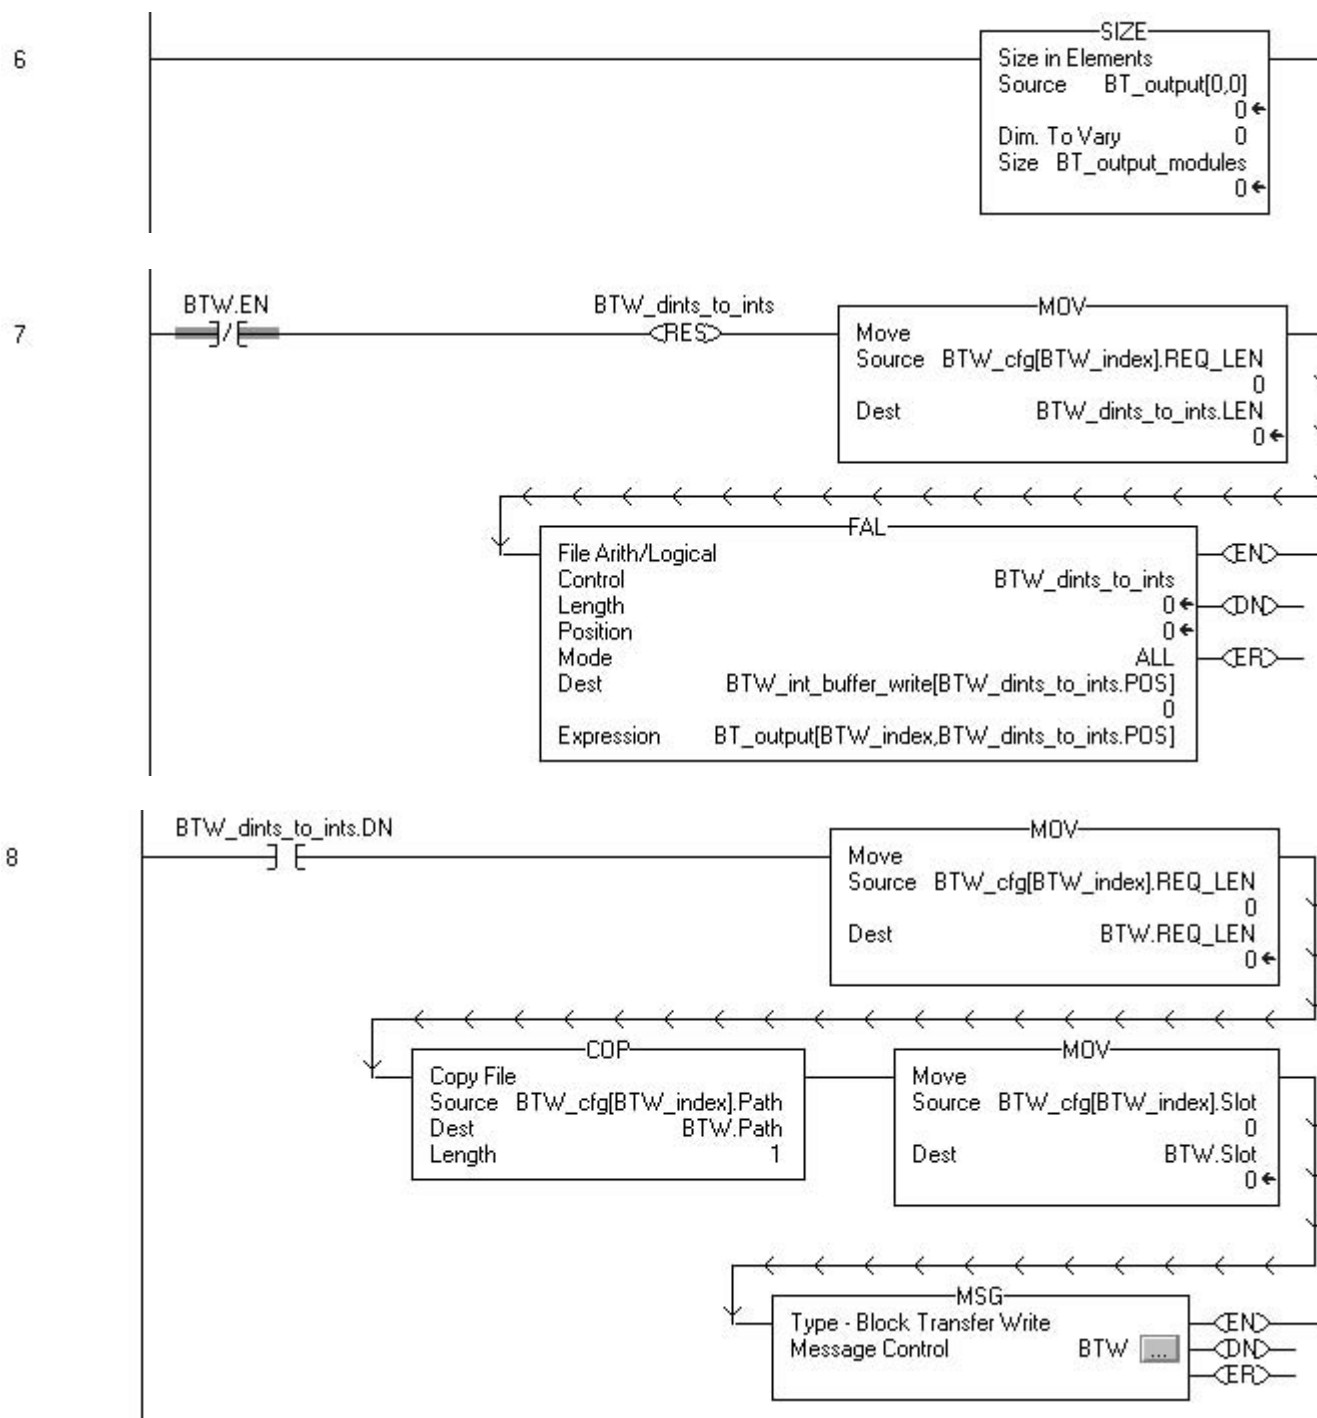 6
SIZE
Size in Elements
Source BT_output[0,0]
0
Dim. To Vary 0
Size BT_output_modules
0
7
BTW.EN
/
BTW_dints_to_ints
RES
MOV
Move
Source BTW_cfg[BTW_index].REQ_LEN
0
Dest BTW_dints_to_ints.LEN
0
FAL
File Arith/Logical
Control BTW_dints_to_ints
Length 0
Position 0
Mode ALL
Dest BTW_int_buffer_write[BTW_dints_to_ints.POS]
0
Expression BT_output[BTW_index,BTW_dints_to_ints.POS]
EN
DN
ER
8
BTW_dints_to_ints.DN
MOV
Move
Source BTW_cfg[BTW_index].REQ_LEN
0
Dest BTW.REQ_LEN
0
COP
Copy File
Source BTW_cfg[BTW_index].Path
Dest BTW.Path
Length 1
MOV
Move
Source BTW_cfg[BTW_index].Slot
0
Dest BTW.Slot
0
MSG
Type - Block Transfer Write
Message Control BTW ...
EN
DN
ER